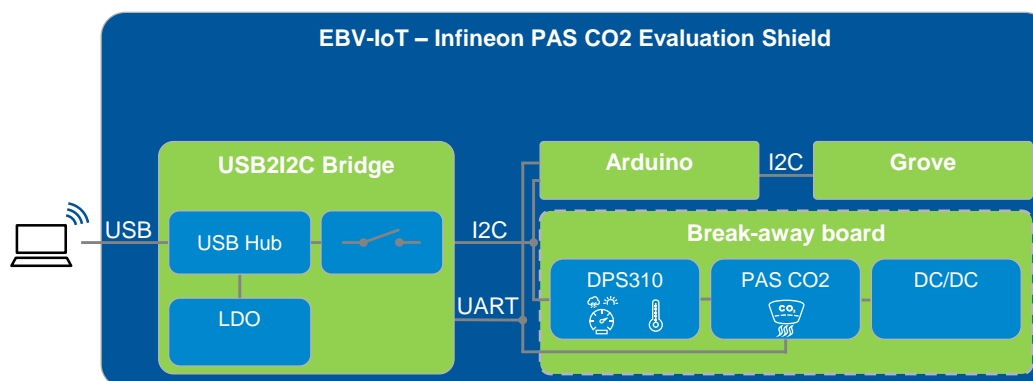 EBV-IoT – Infineon PAS CO2 Evaluation Shield
USB2I2C Bridge
Arduino
I2C
Grove
USB
USB Hub
I2C
Break-away board
DPS310
PAS CO2
DC/DC
LDO
UART
CO₂